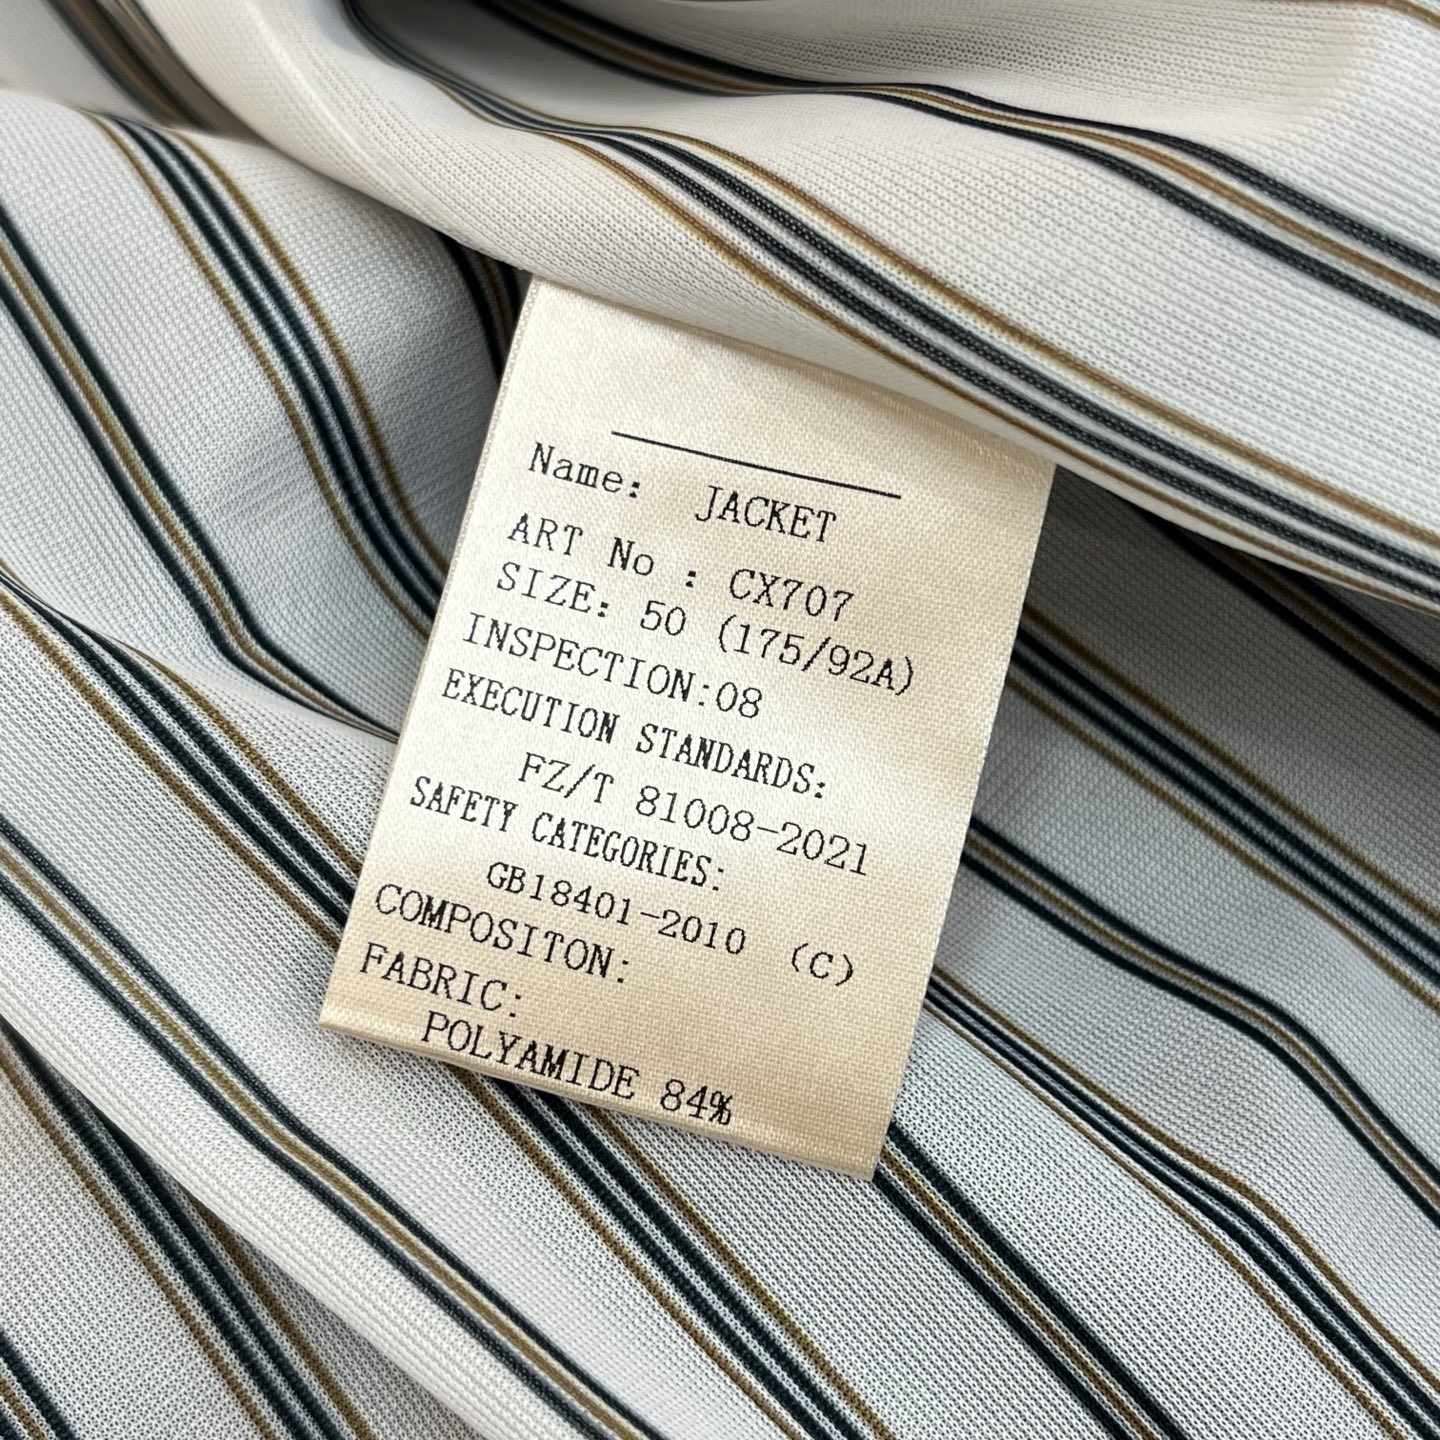 Name: JACKET
ART No : CX707
SIZE: 50 (175/92A)
INSPECTION:08
EXECUTION STANDARDS:
FZ/T 81008-2021
SAFETY CATEGORIES:
GB18401-2010 (C)
COMPOSITON:
FABRIC:
POLYAMIDE 84%